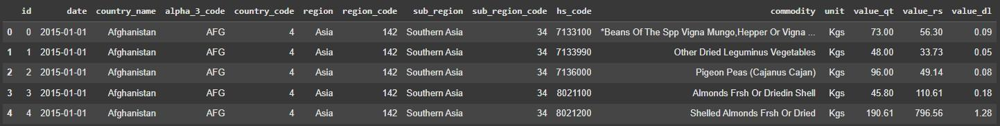 id date country_name alpha_3_code country_code region region_code sub_region sub_region_code hs_code commodity unit value_qt value_rs value_dl
0 0 2015-01-01 Afghanistan AFG 4 Asia 142 Southern Asia 34 7133100 *Beans Of The Spp Vigna Mungo,Hepper Or Vigna ... Kgs 73.00 56.30 0.09
1 1 2015-01-01 Afghanistan AFG 4 Asia 142 Southern Asia 34 7133990 Other Dried Leguminus Vegetables Kgs 48.00 33.73 0.05
2 2 2015-01-01 Afghanistan AFG 4 Asia 142 Southern Asia 34 7136000 Pigeon Peas (Cajanus Cajan) Kgs 96.00 49.14 0.08
3 3 2015-01-01 Afghanistan AFG 4 Asia 142 Southern Asia 34 8021100 Almonds Frsh Or Driedin Shell Kgs 45.80 110.61 0.18
4 4 2015-01-01 Afghanistan AFG 4 Asia 142 Southern Asia 34 8021200 Shelled Almonds Frsh Or Dried Kgs 190.61 796.56 1.28